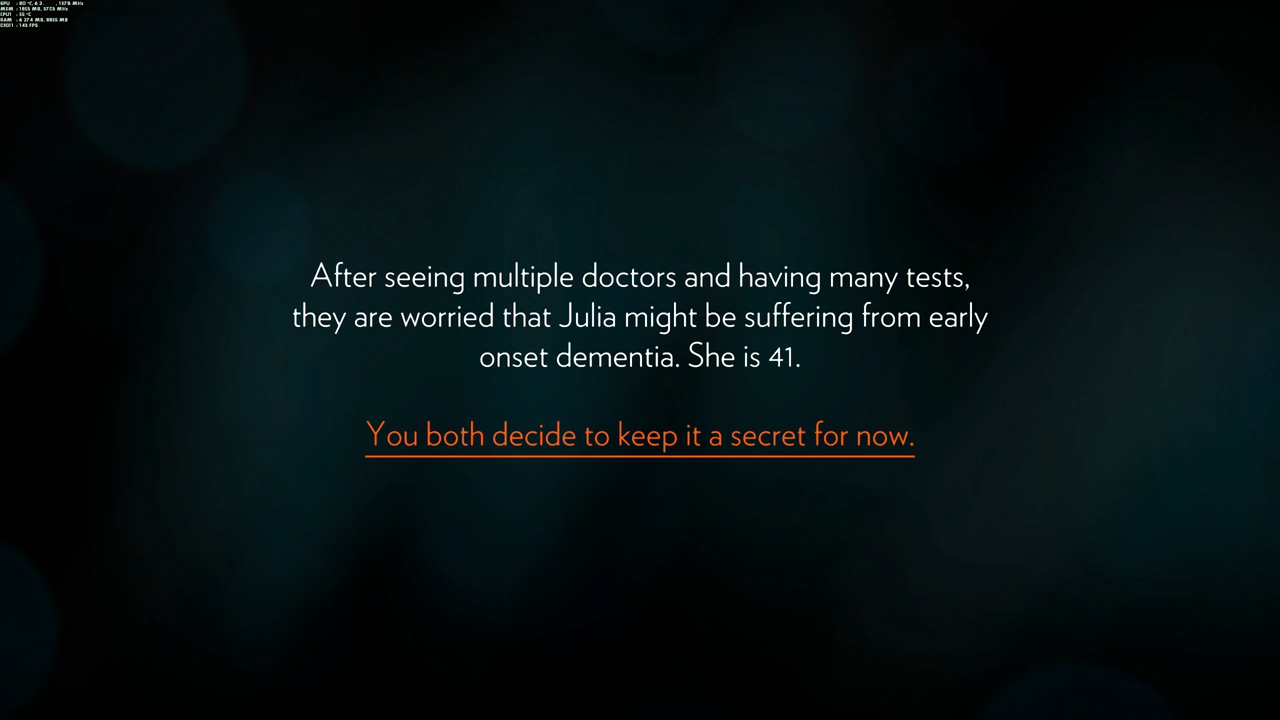 After seeing multiple doctors and having many tests,
they are worried that Julia might be suffering from early
onset dementia. She is 41.
You both decide to keep it a secret for now.